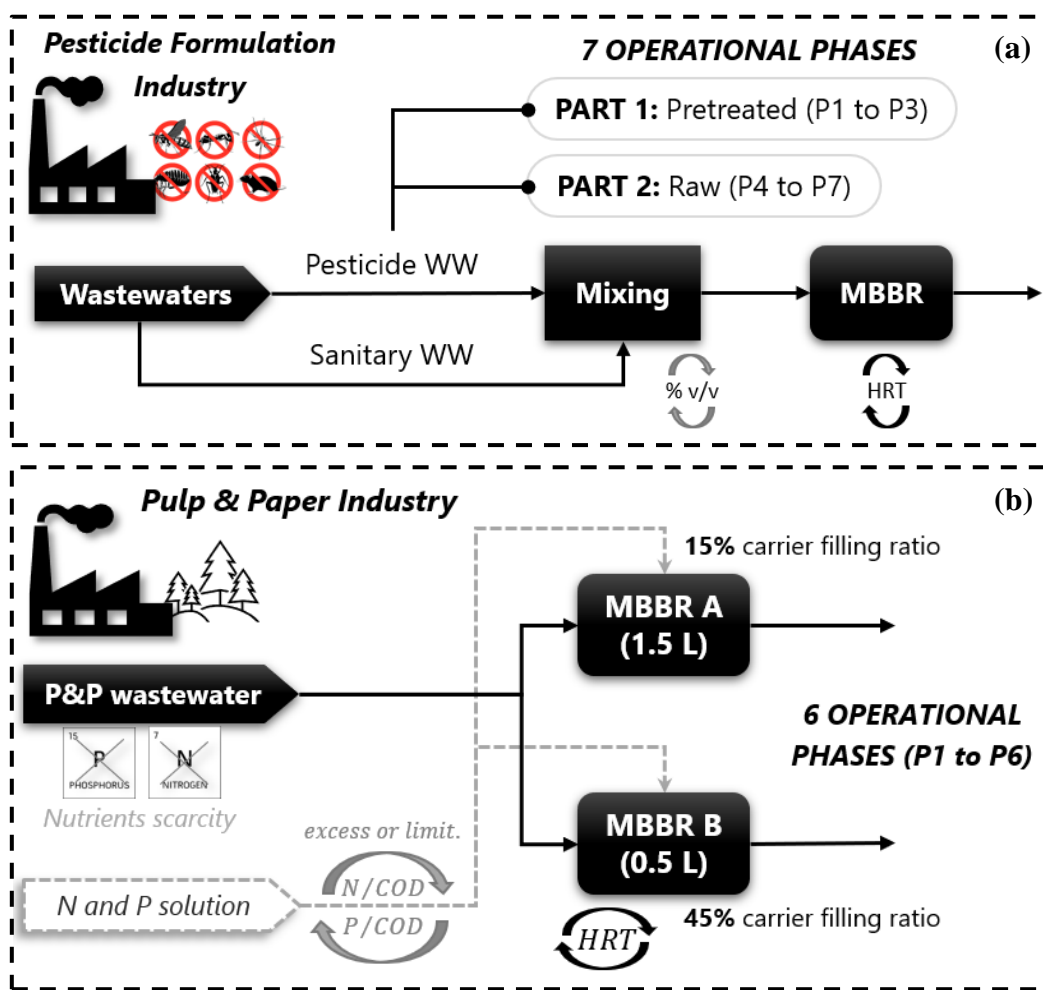 Pesticide Formulation
Industry
7 OPERATIONAL PHASES
(a)
PART 1: Pretreated (P1 to P3)
PART 2: Raw (P4 to P7)
Wastewaters
Pesticide WW
Sanitary WW
Mixing
% v/v
MBBR
HRT
Pulp & Paper Industry
(b)
15% carrier filling ratio
MBBR A
(1.5 L)
P&P wastewater
15
P
PHOSPHORUS
7
N
NITROGEN
Nutrients scarcity
6 OPERATIONAL
PHASES (P1 to P6)
MBBR B
(0.5 L)
excess or limit.
N/COD
P/COD
N and P solution
HRT
45% carrier filling ratio